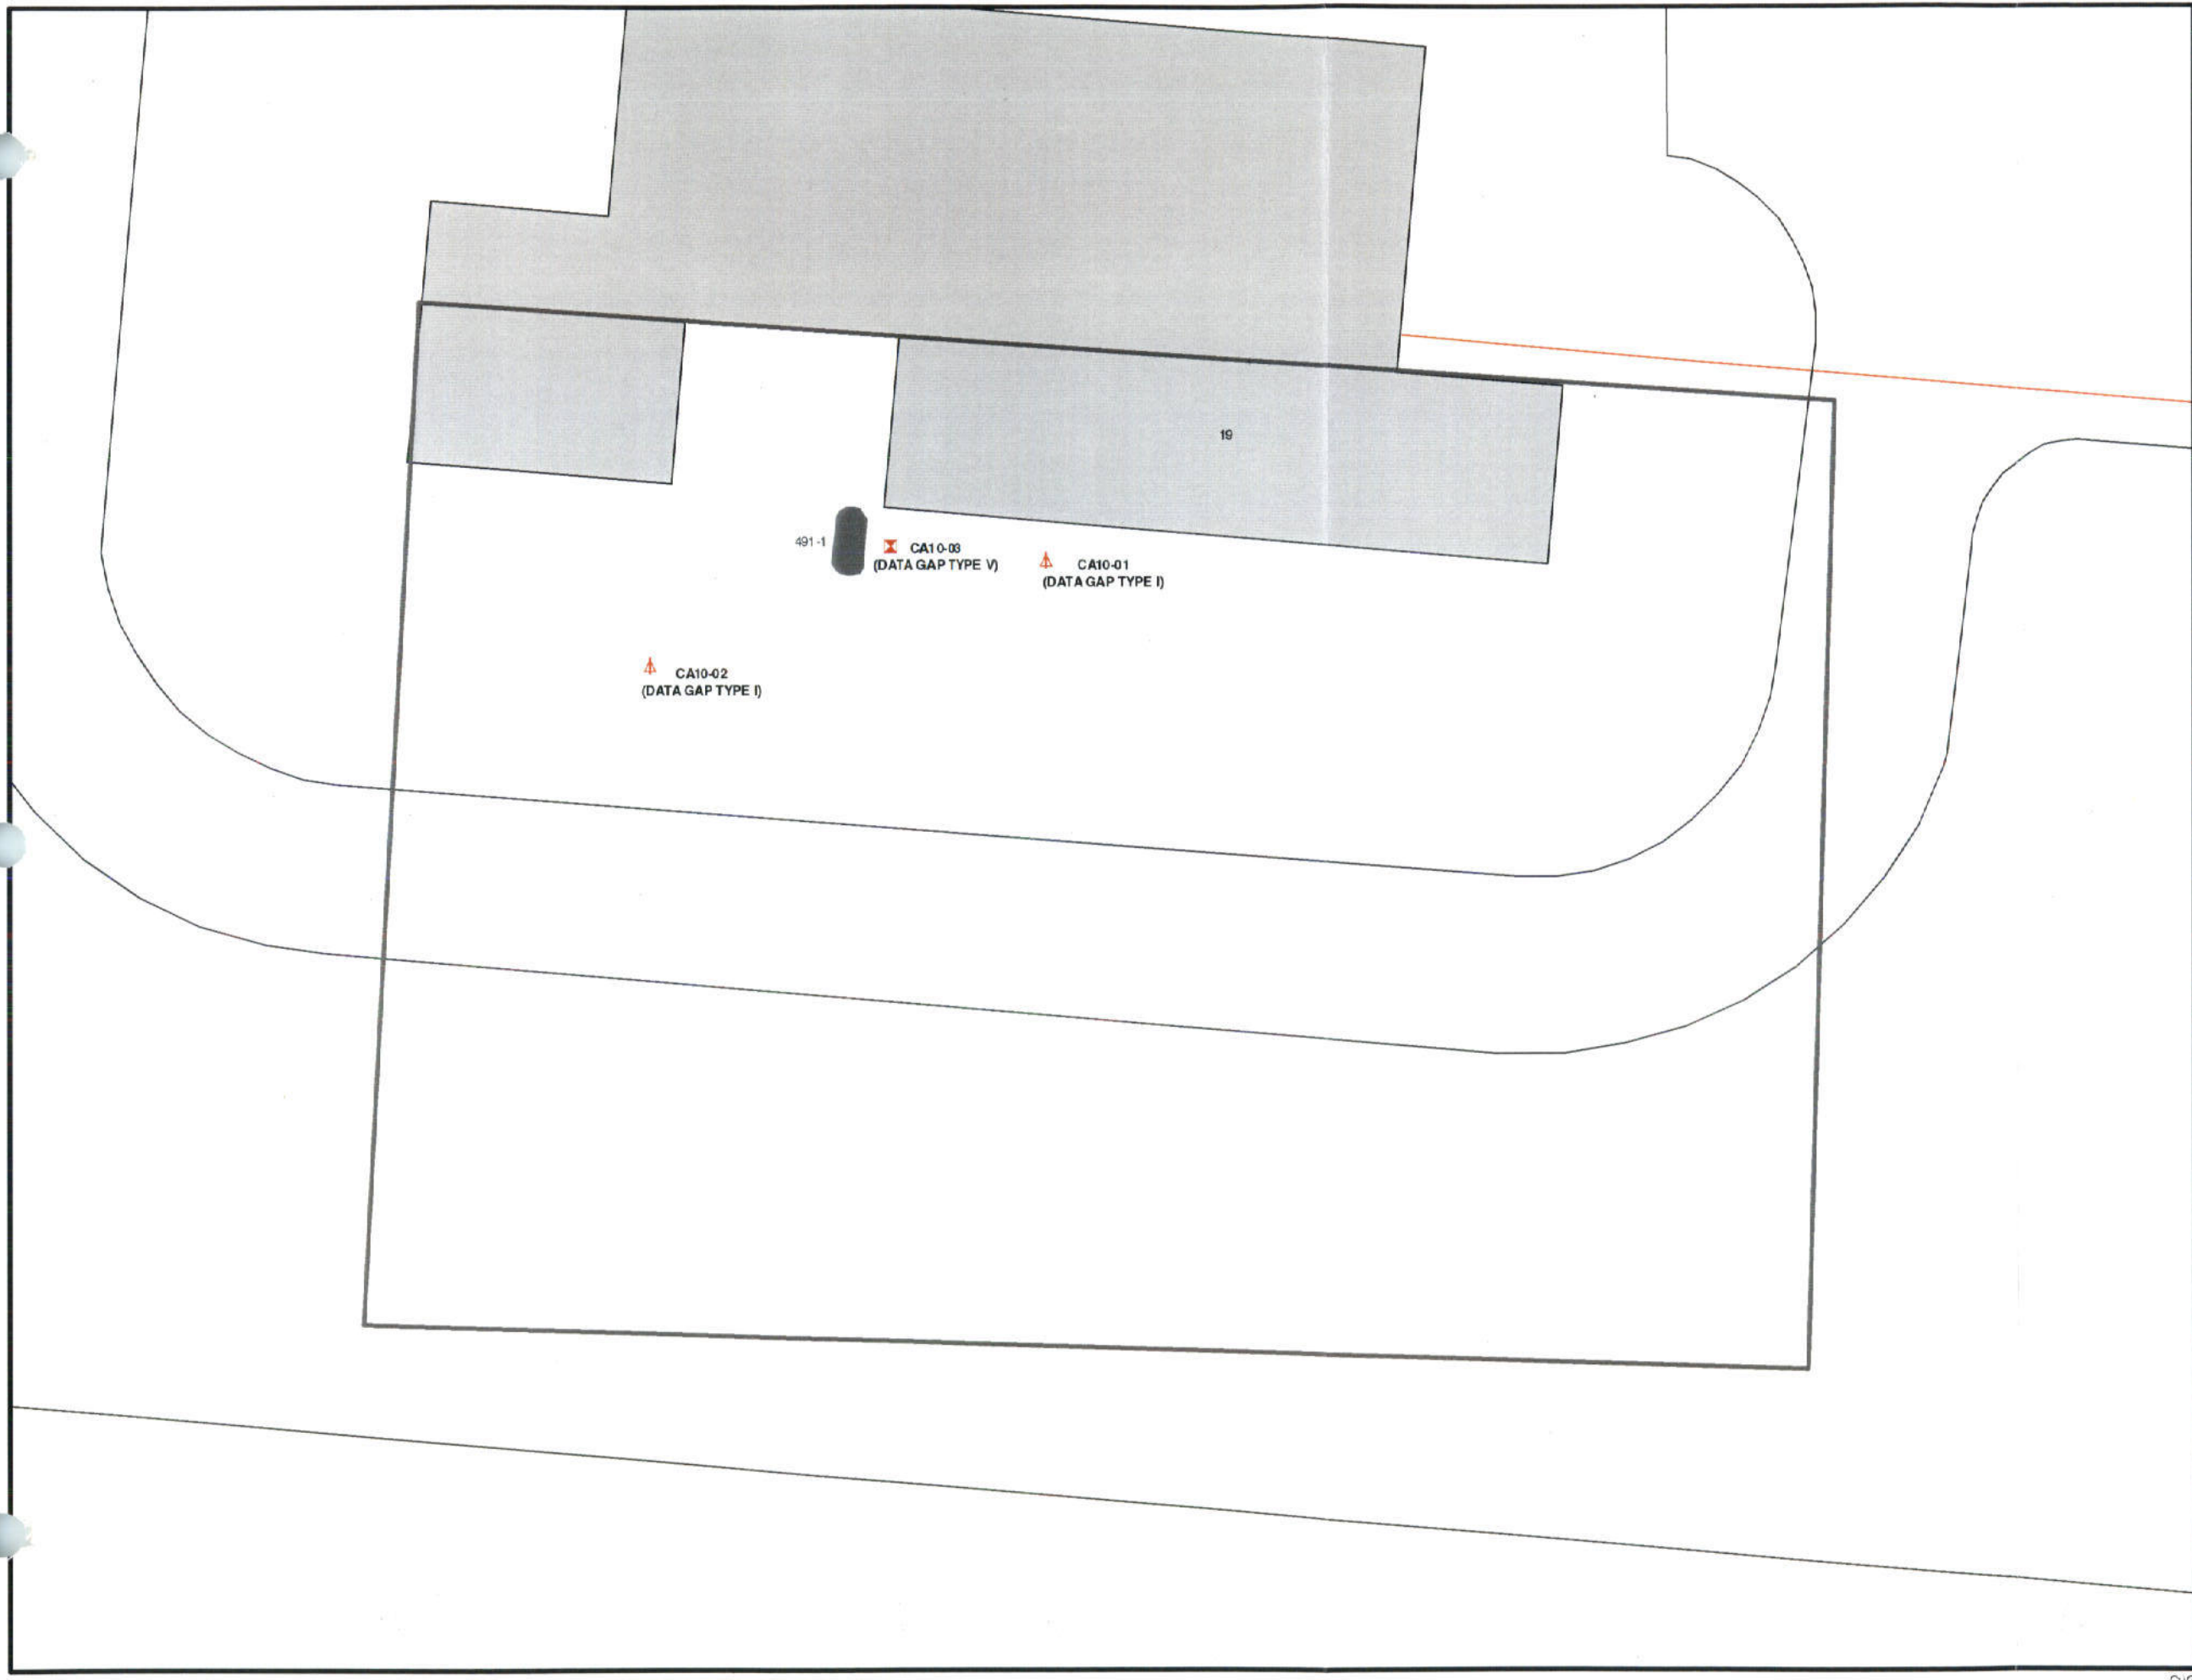 19
491-1
CA10-03
(DATA GAP TYPE V)
CA10-01
(DATA GAP TYPE I)
CA10-02
(DATA GAP TYPE I)